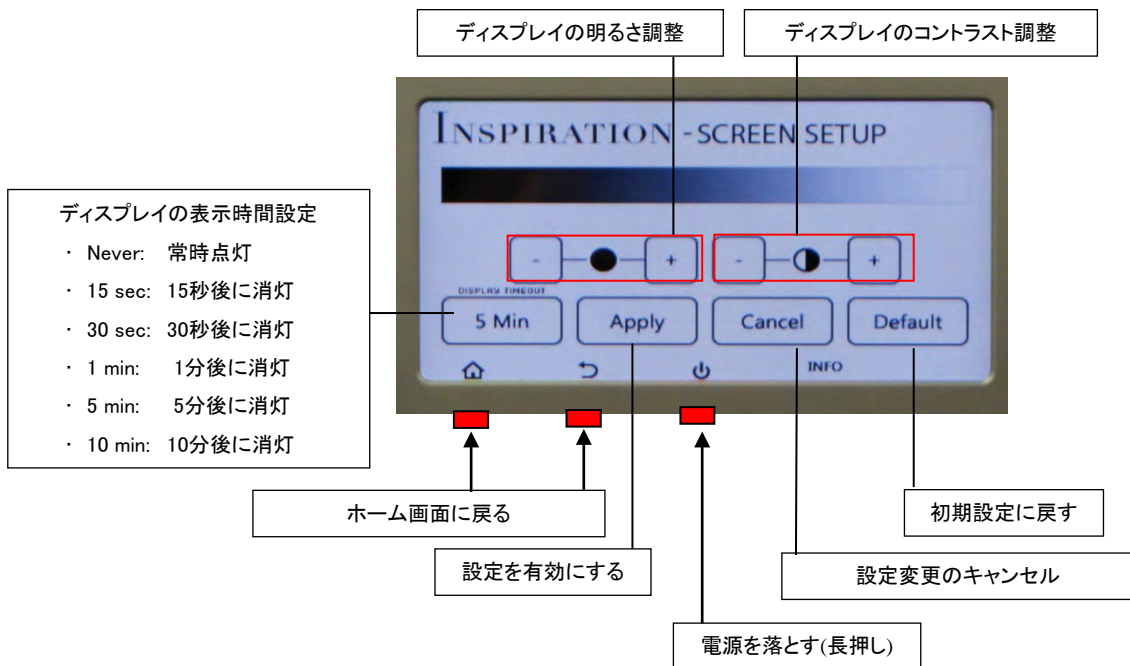 ディスプレイの明るさ調整
ディスプレイのコントラスト調整
INSPIRATION - SCREEN SETUP
ディスプレイの表示時間設定
・ Never: 常時点灯
・ 15 sec: 15秒後に消灯
・ 30 sec: 30秒後に消灯
・ 1 min: 1分後に消灯
・ 5 min: 5分後に消灯
・ 10 min: 10分後に消灯
- +
- +
DISPLAY TIMEOUT
5 Min Apply Cancel Default
INFO
ホーム画面に戻る
初期設定に戻す
設定を有効にする
設定変更のキャンセル
電源を落とす(長押し)